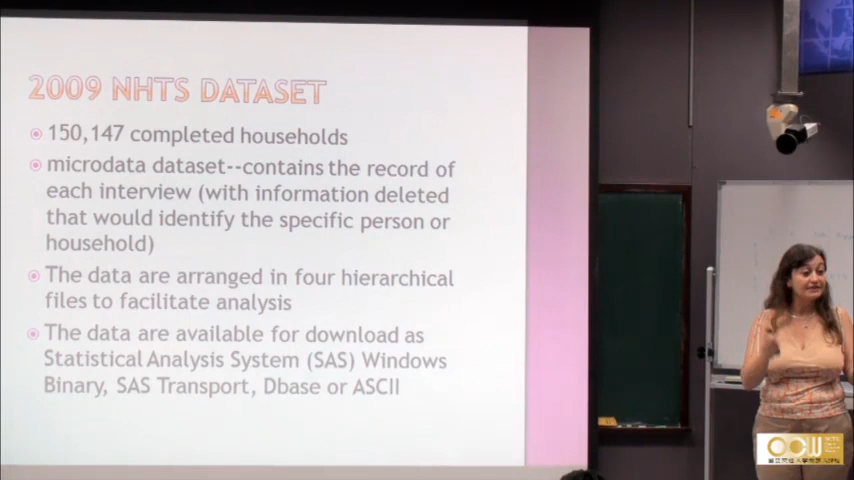 2009 NHTS DATASET
150,147 completed households
microdata dataset--contains the record of
each interview (with information deleted
that would identify the specific person or
household)
The data are arranged in four hierarchical
files to facilitate analysis
The data are available for download as
Statistical Analysis System (SAS) Windows
Binary, SAS Transport, Dbase or ASCII
OCW